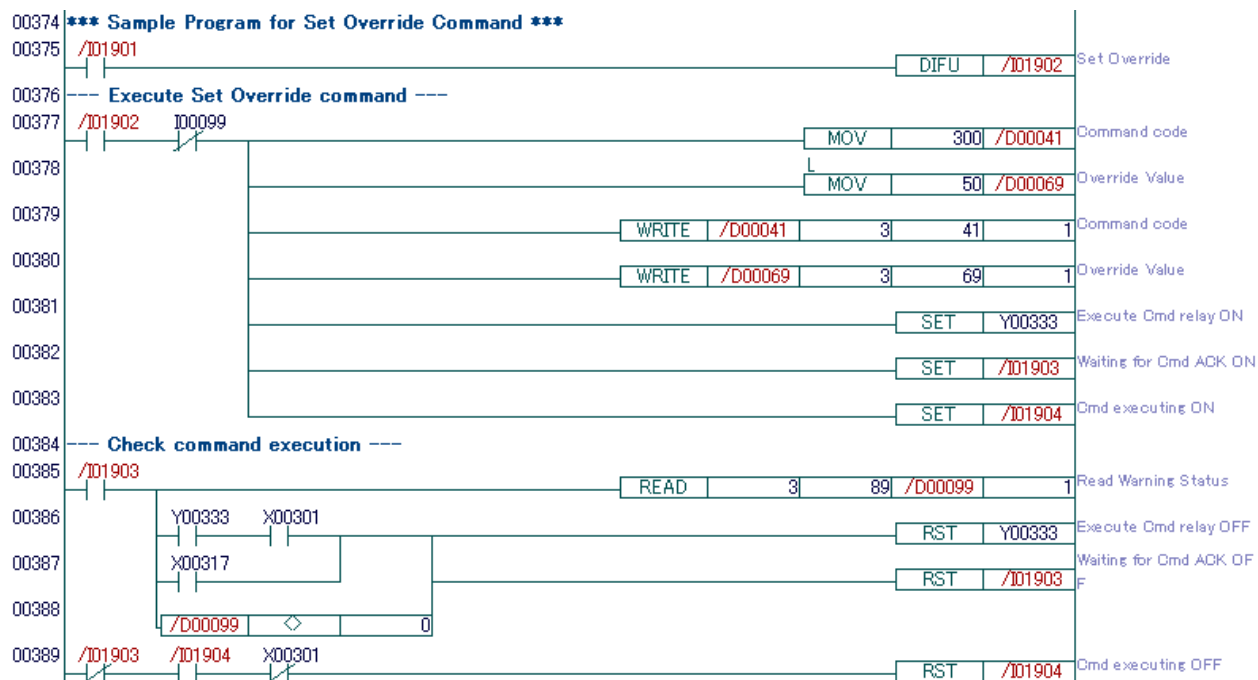 00374 *** Sample Program for Set Override Command ***
00375 /I01901 DIFU /I01902 Set Override
00376 --- Execute Set Override command ---
00377 /I01902 I00099 MOV 300 /D00041 Command code
00378 L MOV 50 /D00069 Override Value
00379 WRITE /D00041 3 41 1 Command code
00380 WRITE /D00069 3 69 1 Override Value
00381 SET Y00333 Execute Cmd relay ON
00382 SET /I01903 Waiting for Cmd ACK ON
00383 SET /I01904 Cmd executing ON
00384 --- Check command execution ---
00385 /I01903 READ 3 89 /D00099 1 Read Warning Status
00386 Y00333 X00301 RST Y00333 Execute Cmd relay OFF
00387 X00317 RST /I01903 Waiting for Cmd ACK OF
F
00388 /D00099 <> 0
00389 /I01903 /I01904 X00301 RST /I01904 Cmd executing OFF